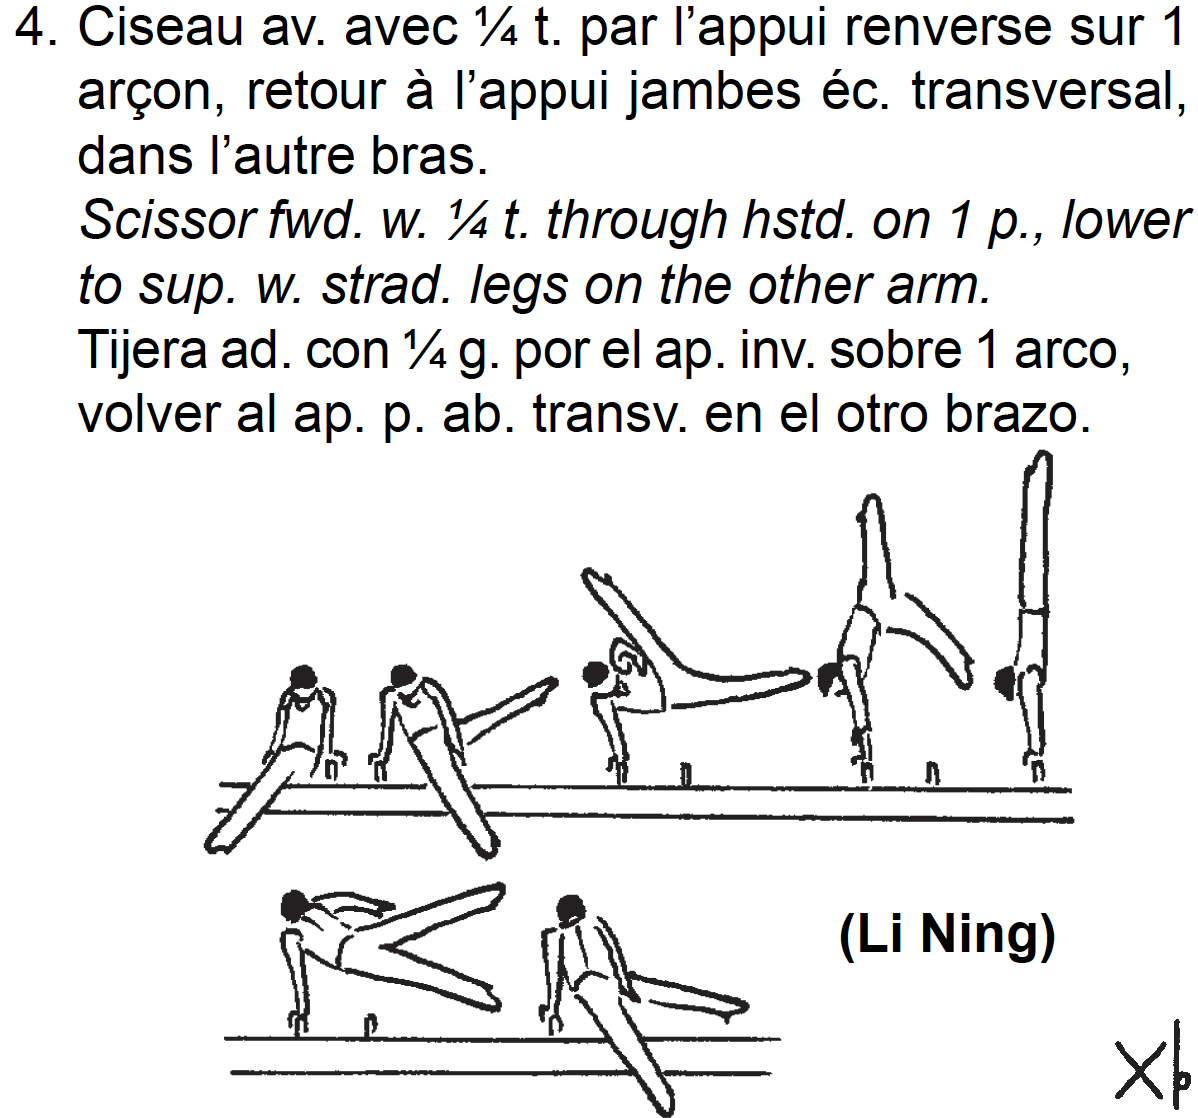 4. Ciseau av. avec ¼ t. par l’appui renverse sur 1
arçon, retour à l’appui jambes éc. transversal,
dans l’autre bras.
Scissor fwd. w. ¼ t. through hstd. on 1 p., lower
to sup. w. strad. legs on the other arm.
Tijera ad. con ¼ g. por el ap. inv. sobre 1 arco,
volver al ap. p. ab. transv. en el otro brazo.
(Li Ning)